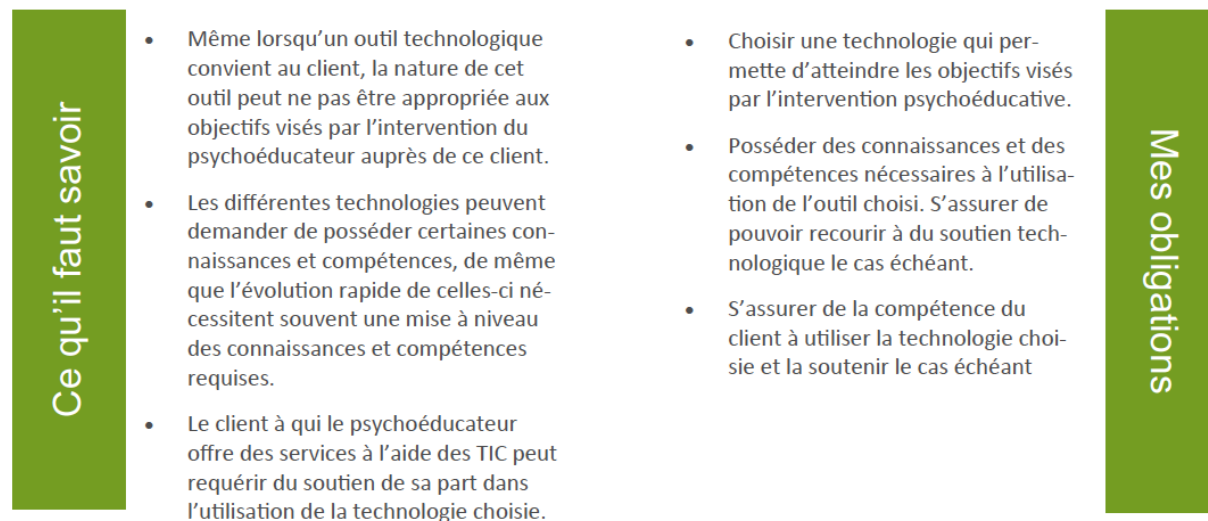 Ce qu'il faut savoir
• Même lorsqu'un outil technologique
convient au client, la nature de cet
outil peut ne pas être appropriée aux
objectifs visés par l'intervention du
psychoéducateur auprès de ce client.
• Les différentes technologies peuvent
demander de posséder certaines con-
naissances et compétences, de même
que l'évolution rapide de celles-ci né-
cessitent souvent une mise à niveau
des connaissances et compétences
requises.
• Le client à qui le psychoéducateur
offre des services à l'aide des TIC peut
requérir du soutien de sa part dans
l'utilisation de la technologie choisie.
• Choisir une technologie qui per-
mette d'atteindre les objectifs visés
par l'intervention psychoéducative.
• Posséder des connaissances et des
compétences nécessaires à l'utilisa-
tion de l'outil choisi. S'assurer de
pouvoir recourir à du soutien tech-
nologique le cas échéant.
• S'assurer de la compétence du
client à utiliser la technologie choi-
sie et la soutenir le cas échéant
Mes obligations